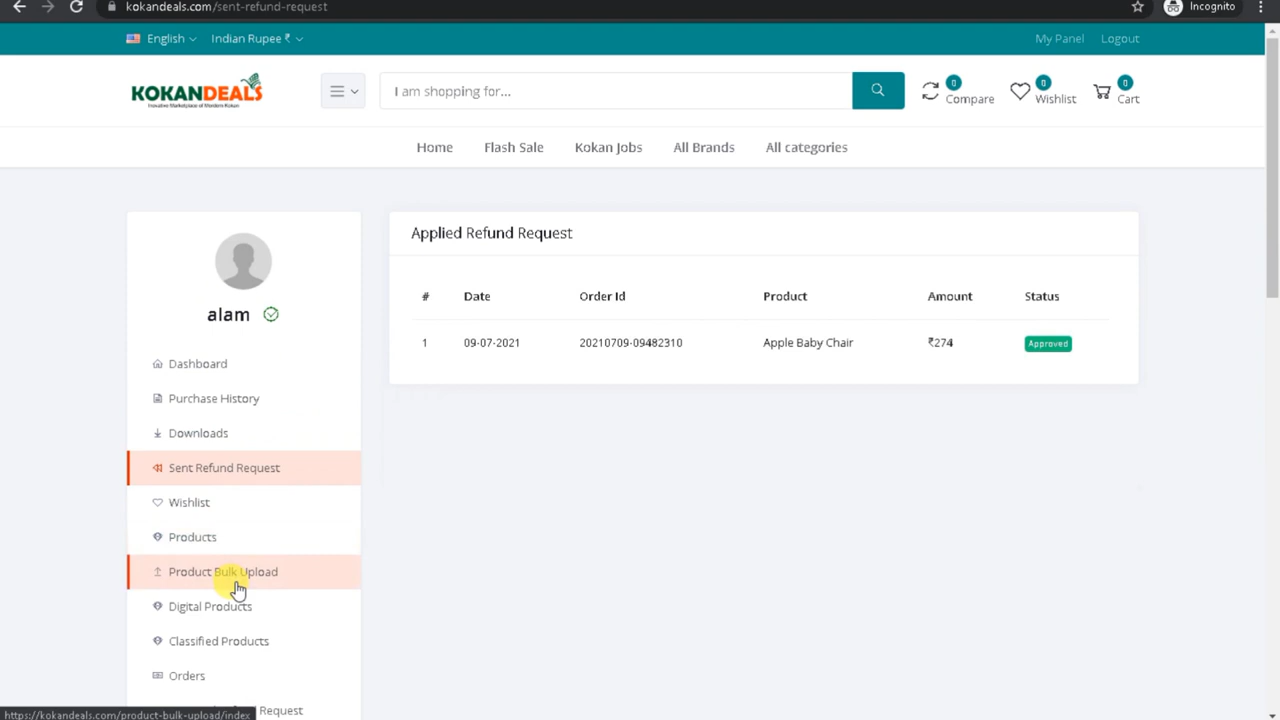 kokandeals.com/sent-refund-request
Incognito
English
Indian Rupee ₹
My Panel
Logout
KOKANDEALS
I am shopping for...
0
Compare
0
Wishlist
0
Cart
Home
Flash Sale
Kokan Jobs
All Brands
All categories
alam
Dashboard
Purchase History
Downloads
Sent Refund Request
Wishlist
Products
Product Bulk Upload
Digital Products
Classified Products
Orders
Request
Applied Refund Request
# Date Order Id Product Amount Status
1 09-07-2021 20210709-09482310 Apple Baby Chair ₹274 Approved
https://kokandeals.com/product-bulk-upload/index